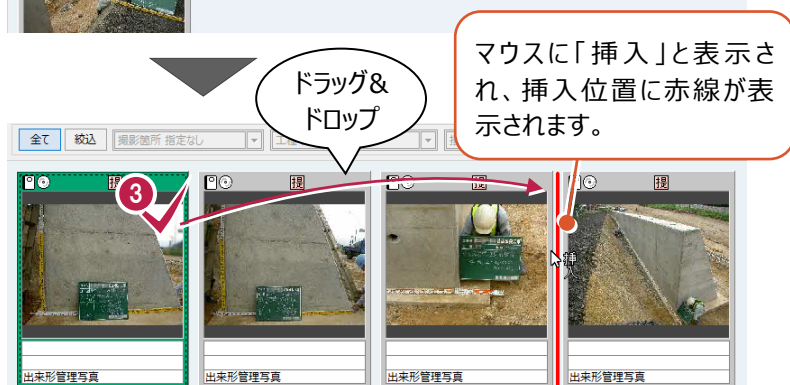 マウスに「挿入」と表示さ
れ、挿入位置に赤線が表
示されます。
ドラッグ&
ドロップ
全て 絞込 撮影箇所 指定なし 工種
3
提 提 提 提
挿
入
出来形管理写真 出来形管理写真 出来形管理写真 出来形管理写真